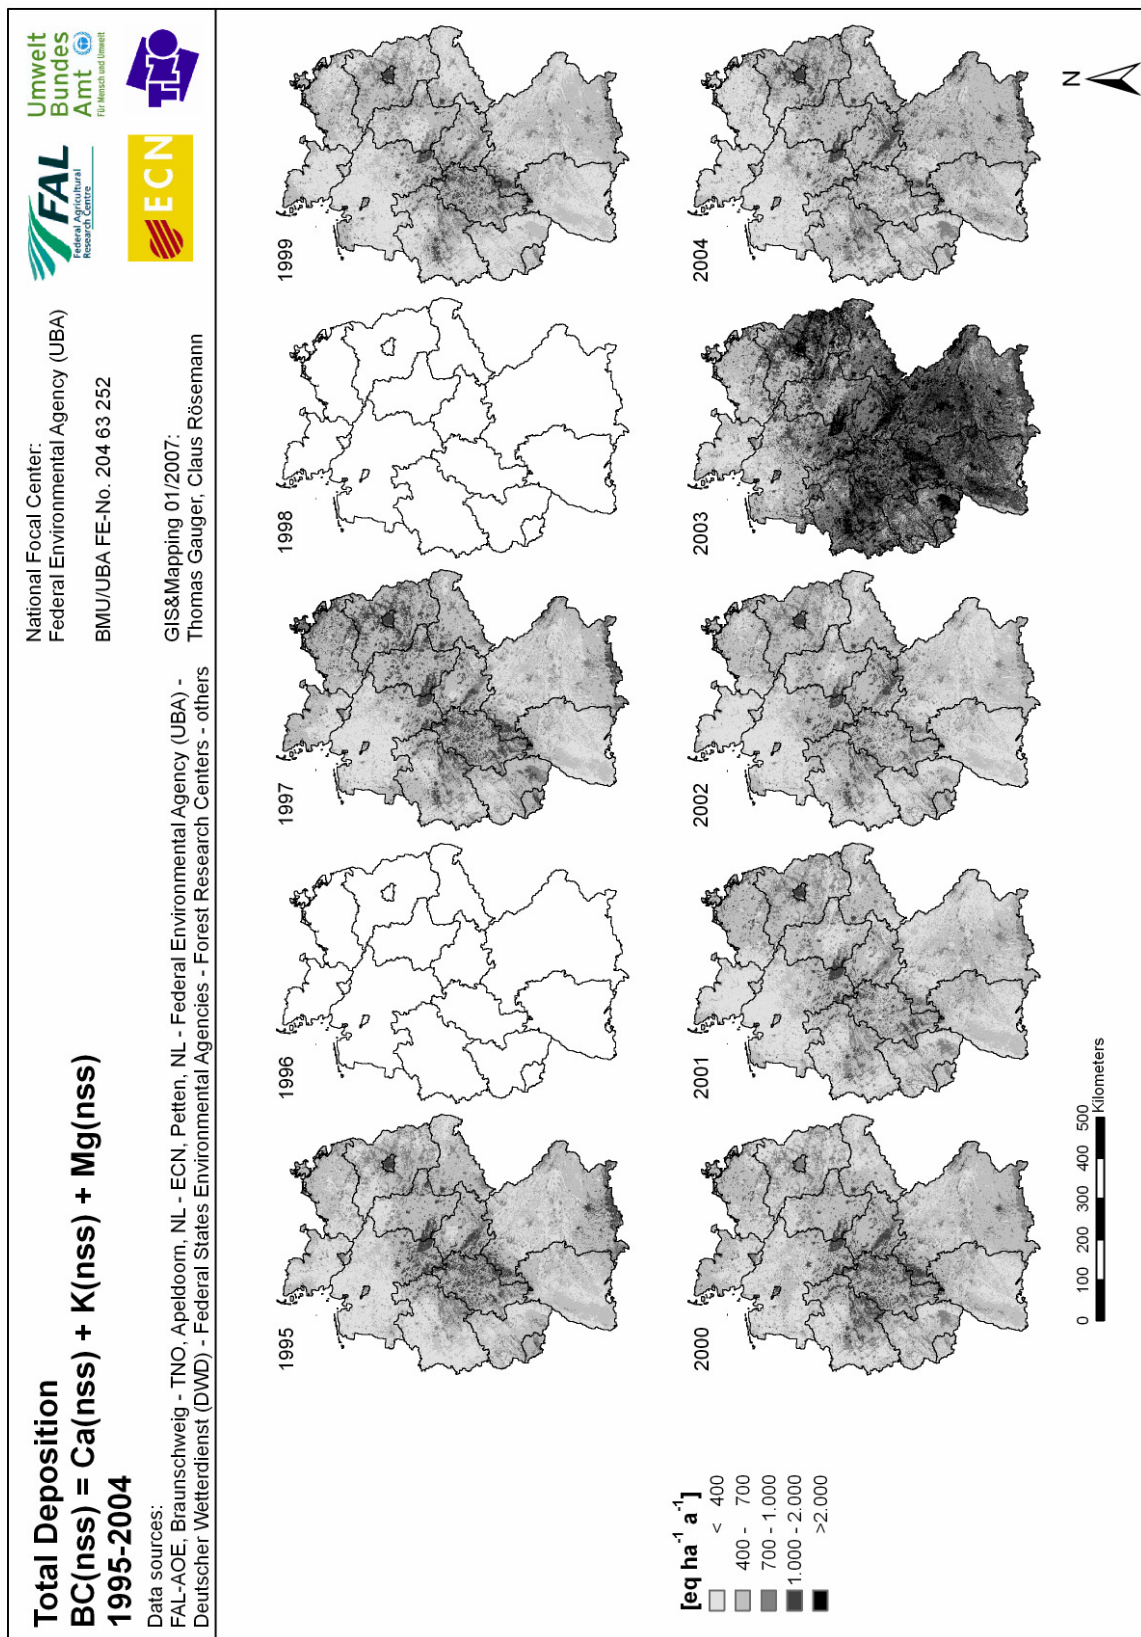 Total Deposition
BC(nss) = Ca(nss) + K(nss) + Mg(nss)
1995-2004
Data sources:
FAL-AOE, Braunschweig - TNO, Apeldoorn, NL - ECN, Petten, NL - Federal Environmental Agency (UBA) -
Deutscher Wetterdienst (DWD) - Federal States Environmental Agencies - Forest Research Centers - others
National Focal Center:
Federal Environmental Agency (UBA)
BMU/UBA FE-No. 204 63 252
GIS&Mapping 01/2007:
Thomas Gauger, Claus Rösemann
FAL
Federal Agricultural
Research Centre
Umwelt
Bundes
Amt
Für Mensch und Umwelt
ECN
TNO
1995
1996
1997
1998
1999
2000
2001
2002
2003
2004
[eq ha⁻¹ a⁻¹]
< 400
400 - 700
700 - 1.000
1.000 - 2.000
>2.000
0 100 200 300 400 500
Kilometers
N